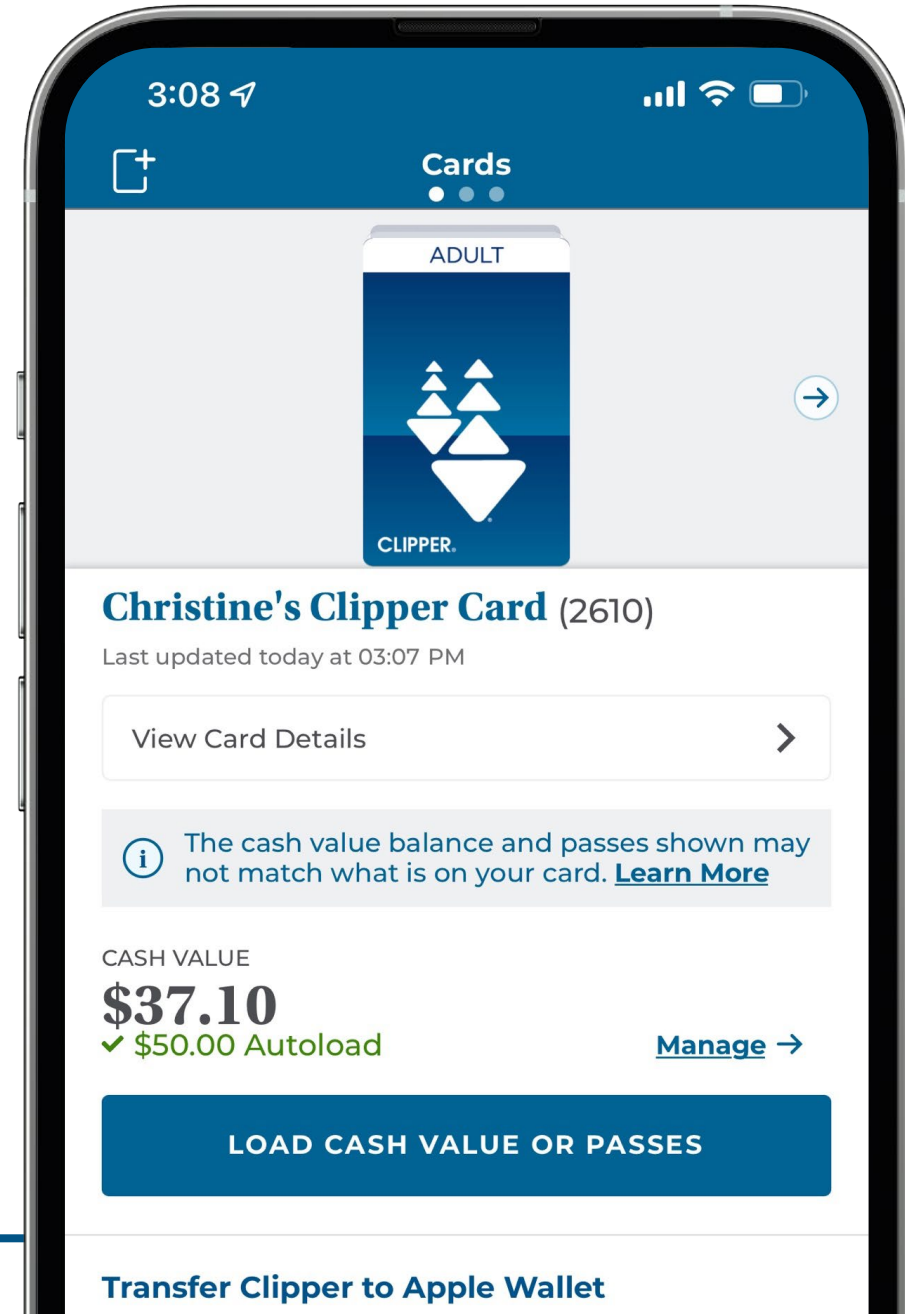 3:08
Cards
ADULT
CLIPPER.
Christine's Clipper Card (2610)
Last updated today at 03:07 PM
View Card Details
The cash value balance and passes shown may
not match what is on your card. Learn More
CASH VALUE
$37.10
$50.00 Autoload
Manage
LOAD CASH VALUE OR PASSES
Transfer Clipper to Apple Wallet